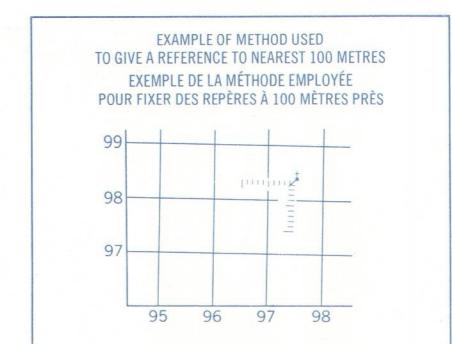 EXAMPLE OF METHOD USED
TO GIVE A REFERENCE TO NEAREST 100 METRES
EXEMPLE DE LA MÉTHODE EMPLOYÉE
POUR FIXER DES REPÈRES À 100 MÈTRES PRÈS
99
98
97
95 96 97 98